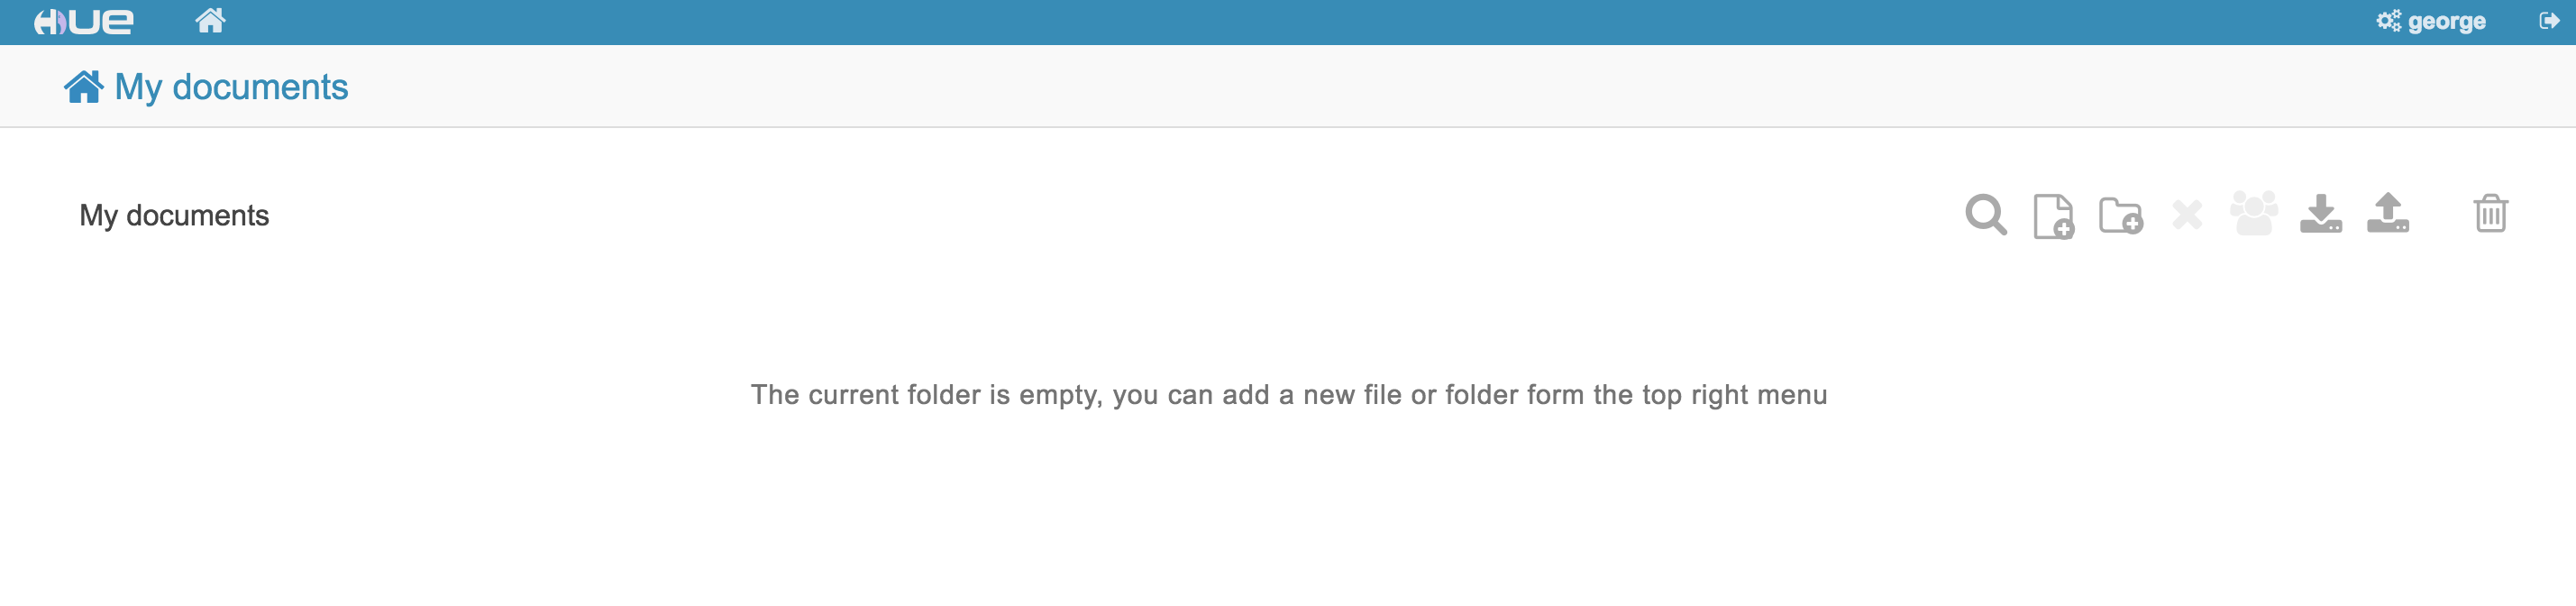 HUE
george
My documents
My documents
The current folder is empty, you can add a new file or folder form the top right menu